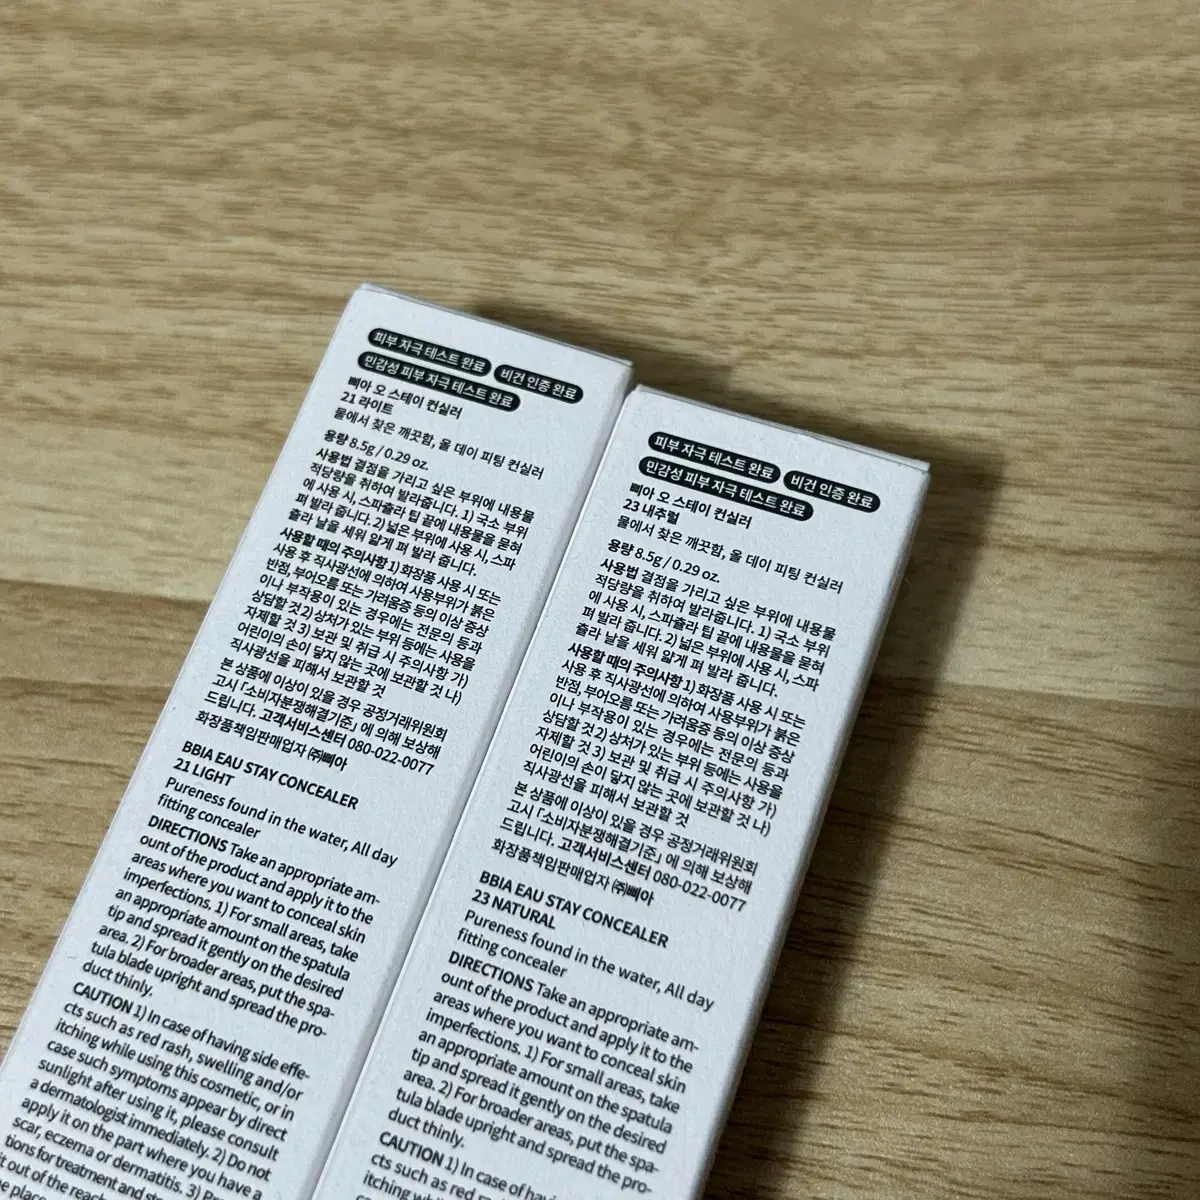 피부 자극 테스트 완료 비건 인증 완료
민감성 피부 자극 테스트 완료
삐아 오 스테이 컨실러
21 라이트
물에서 찾은 깨끗함, 올 데이 피팅 컨실러
용량 8.5g / 0.29 oz.
사용법 결점을 가리고 싶은 부위에 내용물
적당량을 취하여 발라줍니다. 1) 국소 부위
에 사용 시, 스파츌라 팁 끝에 내용물을 묻혀
펴 발라 줍니다. 2) 넓은 부위에 사용 시, 스파
츌라 날을 세워 얇게 펴 발라 줍니다.
사용할 때의 주의사항 1) 화장품 사용 시 또는
사용 후 직사광선에 의하여 사용부위가 붉은
반점, 부어오름 또는 가려움증 등의 이상 증상
이나 부작용이 있는 경우에는 전문의 등과
상담할 것 2) 상처가 있는 부위 등에는 사용을
자제할 것 3) 보관 및 취급 시 주의사항 가)
어린이의 손이 닿지 않는 곳에 보관할 것 나)
직사광선을 피해서 보관할 것
본 상품에 이상이 있을 경우 공정거래위원회
고시 「소비자분쟁해결기준」에 의해 보상해
드립니다. 고객서비스센터 080-022-0077
화장품책임판매업자 ㈜삐아
BBIA EAU STAY CONCEALER
21 LIGHT
Pureness found in the water, All day
fitting concealer
DIRECTIONS Take an appropriate am-
ount of the product and apply it to the
areas where you want to conceal skin
imperfections. 1) For small areas, take
an appropriate amount on the spatula
tip and spread it gently on the desired
area. 2) For broader areas, put the spa-
tula blade upright and spread the pro-
duct thinly.
CAUTION 1) In case of having side effe-
cts such as red rash, swelling and/or
itching while using this cosmetic, or in
case such symptoms appear by direct
sunlight after using it, please consult
a dermatologist immediately. 2) Do not
apply it on the part where you have a
scar, eczema or dermatitis. 3)
tions for treatment and
it out of the reach
place
피부 자극 테스트 완료 비건 인증 완료
민감성 피부 자극 테스트 완료
삐아 오 스테이 컨실러
23 내추럴
물에서 찾은 깨끗함, 올 데이 피팅 컨실러
용량 8.5g / 0.29 oz.
사용법 결점을 가리고 싶은 부위에 내용물
적당량을 취하여 발라줍니다. 1) 국소 부위
에 사용 시, 스파츌라 팁 끝에 내용물을 묻혀
펴 발라 줍니다. 2) 넓은 부위에 사용 시, 스파
츌라 날을 세워 얇게 펴 발라 줍니다.
사용할 때의 주의사항 1) 화장품 사용 시 또는
사용 후 직사광선에 의하여 사용부위가 붉은
반점, 부어오름 또는 가려움증 등의 이상 증상
이나 부작용이 있는 경우에는 전문의 등과
상담할 것 2) 상처가 있는 부위 등에는 사용을
자제할 것 3) 보관 및 취급 시 주의사항 가)
어린이의 손이 닿지 않는 곳에 보관할 것 나)
직사광선을 피해서 보관할 것
본 상품에 이상이 있을 경우 공정거래위원회
고시 「소비자분쟁해결기준」에 의해 보상해
드립니다. 고객서비스센터 080-022-0077
화장품책임판매업자 ㈜삐아
BBIA EAU STAY CONCEALER
23 NATURAL
Pureness found in the water, All day
fitting concealer
DIRECTIONS Take an appropriate am-
ount of the product and apply it to the
areas where you want to conceal skin
imperfections. 1) For small areas, take
an appropriate amount on the spatula
tip and spread it gently on the desired
area. 2) For broader areas, put the spa-
tula blade upright and spread the pro-
duct thinly.
CAUTION 1) In case of
cts such as red rash,
itching